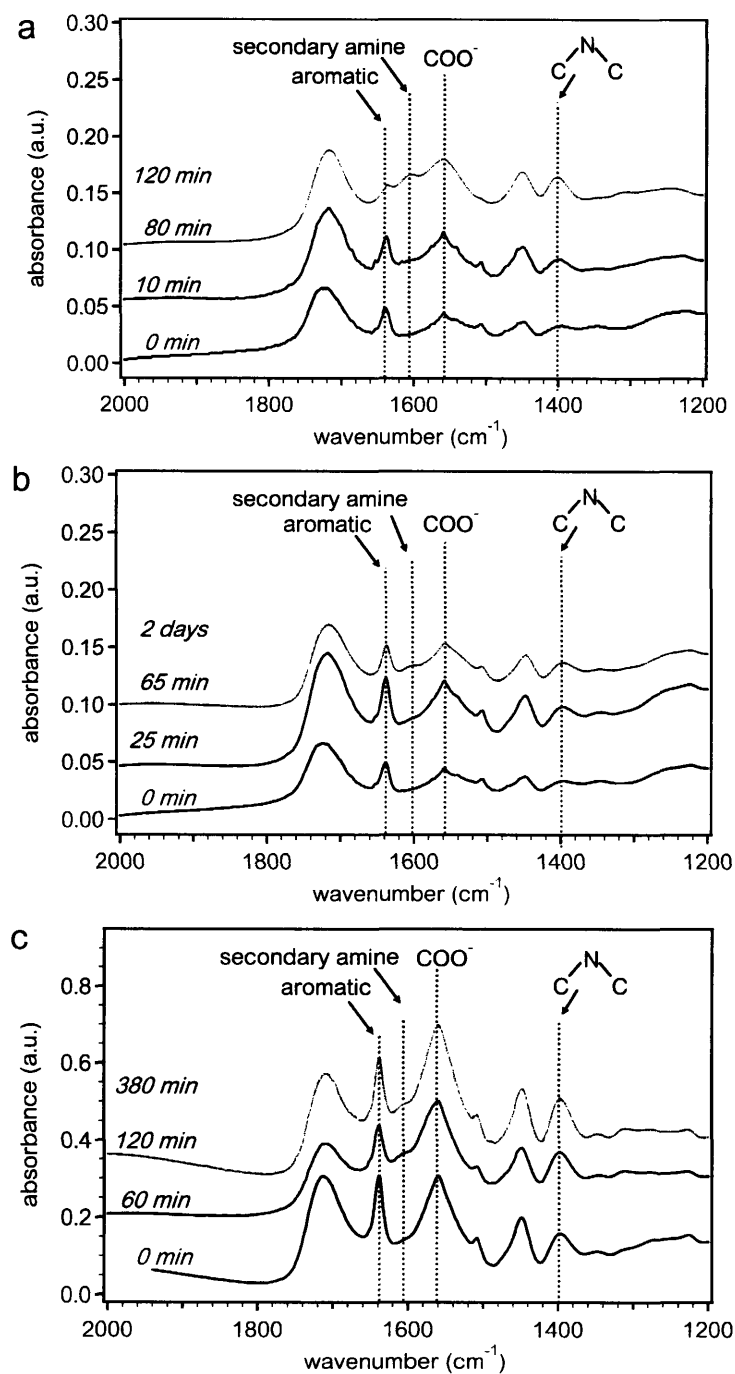 a
0.30
0.25
0.20
0.15
0.10
0.05
0.00
absorbance (a.u.)
secondary amine
aromatic
COO⁻
N
C C
120 min
80 min
10 min
0 min
2000 1800 1600 1400 1200
wavenumber (cm⁻¹)
b
0.30
0.25
0.20
0.15
0.10
0.05
0.00
absorbance (a.u.)
secondary amine
aromatic
COO⁻
N
C C
2 days
65 min
25 min
0 min
2000 1800 1600 1400 1200
wavenumber (cm⁻¹)
c
0.8
0.6
0.4
0.2
0.0
absorbance (a.u.)
secondary amine
aromatic
COO⁻
N
C C
380 min
120 min
60 min
0 min
2000 1800 1600 1400 1200
wavenumber (cm⁻¹)